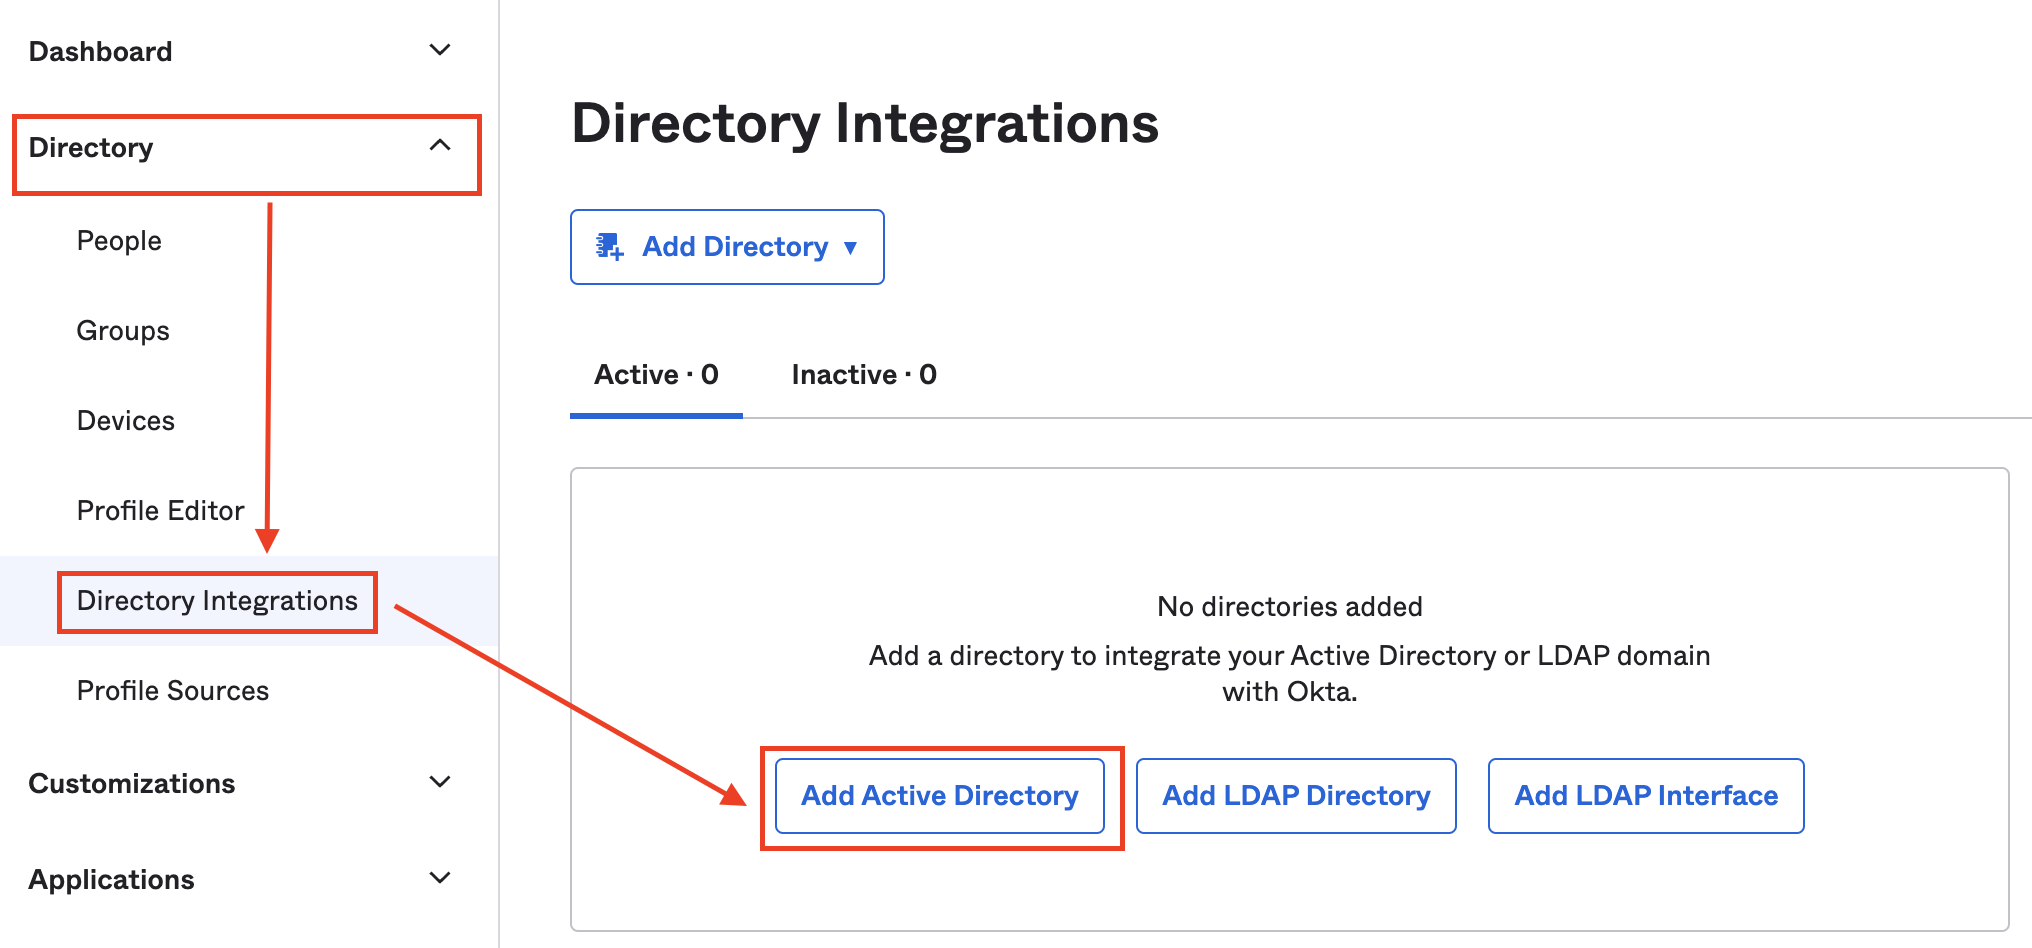 Dashboard
Directory
People
Groups
Devices
Profile Editor
Directory Integrations
Profile Sources
Customizations
Applications
Directory Integrations
Add Directory ▼
Active · 0
Inactive · 0
No directories added
Add a directory to integrate your Active Directory or LDAP domain
with Okta.
Add Active Directory
Add LDAP Directory
Add LDAP Interface